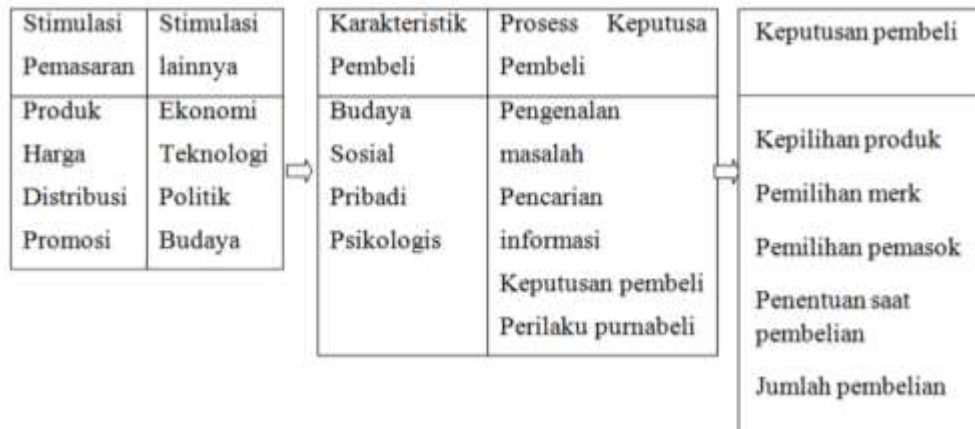 Stimulasi
Pemasaran
Stimulasi
lainnya
Produk
Harga
Distribusi
Promosi
Ekonomi
Teknologi
Politik
Budaya
Karakteristik
Pembeli
Prosess Keputusa
Pembeli
Budaya
Sosial
Pribadi
Psikologis
Pengenalan
masalah
Pencarian
informasi
Keputusan pembeli
Perilaku purnabeli
Keputusan pembeli
Kepilihan produk
Pemilihan merk
Pemilihan pemasok
Penentuan saat
pembelian
Jumlah pembelian